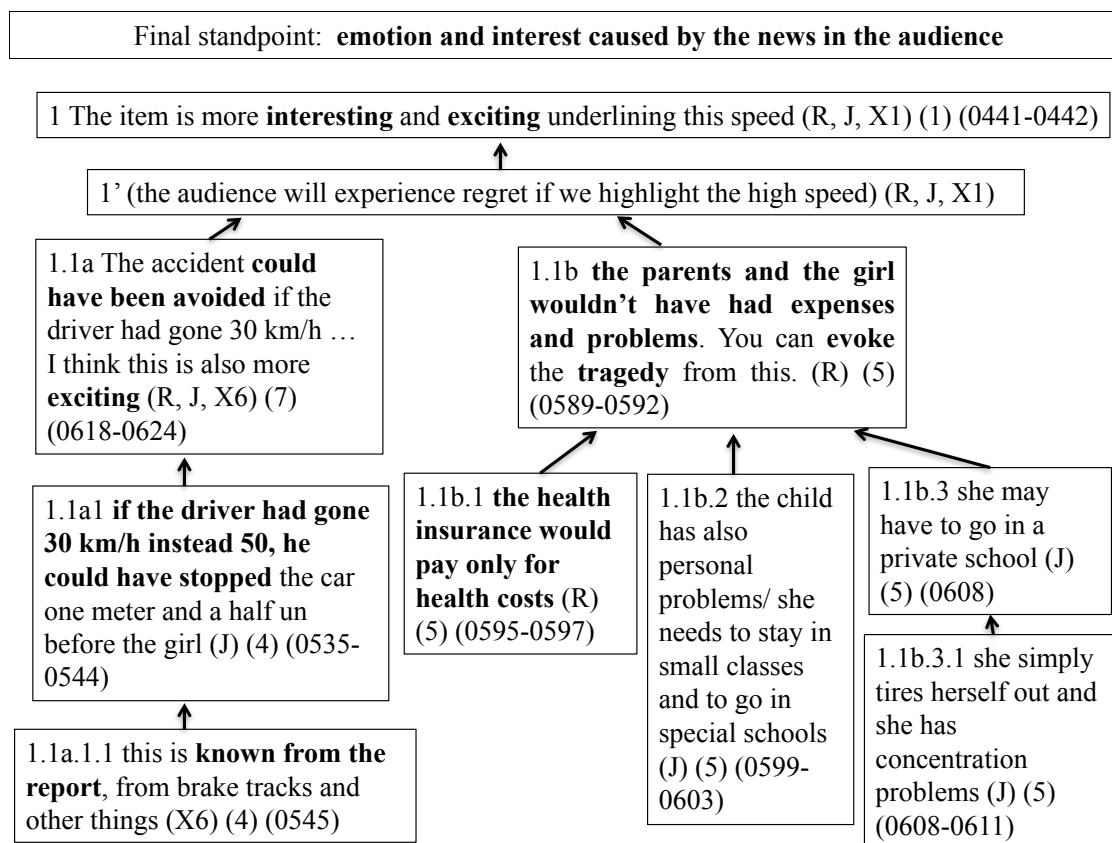 Final standpoint: emotion and interest caused by the news in the audience
1 The item is more interesting and exciting underlining this speed (R, J, X1) (1) (0441-0442)
1’ (the audience will experience regret if we highlight the high speed) (R, J, X1)
1.1a The accident could
have been avoided if the
driver had gone 30 km/h …
I think this is also more
exciting (R, J, X6) (7)
(0618-0624)
1.1b the parents and the girl
wouldn’t have had expenses
and problems. You can evoke
the tragedy from this. (R) (5)
(0589-0592)
1.1a1 if the driver had gone
30 km/h instead 50, he
could have stopped the car
one meter and a half un
before the girl (J) (4) (0535-
0544)
1.1b.1 the health
insurance would
pay only for
health costs (R)
(5) (0595-0597)
1.1b.2 the child
has also
personal
problems/ she
needs to stay in
small classes
and to go in
special schools
(J) (5) (0599-
0603)
1.1b.3 she may
have to go in a
private school (J)
(5) (0608)
1.1a.1.1 this is known from the
report, from brake tracks and
other things (X6) (4) (0545)
1.1b.3.1 she simply
tires herself out and
she has
concentration
problems (J) (5)
(0608-0611)